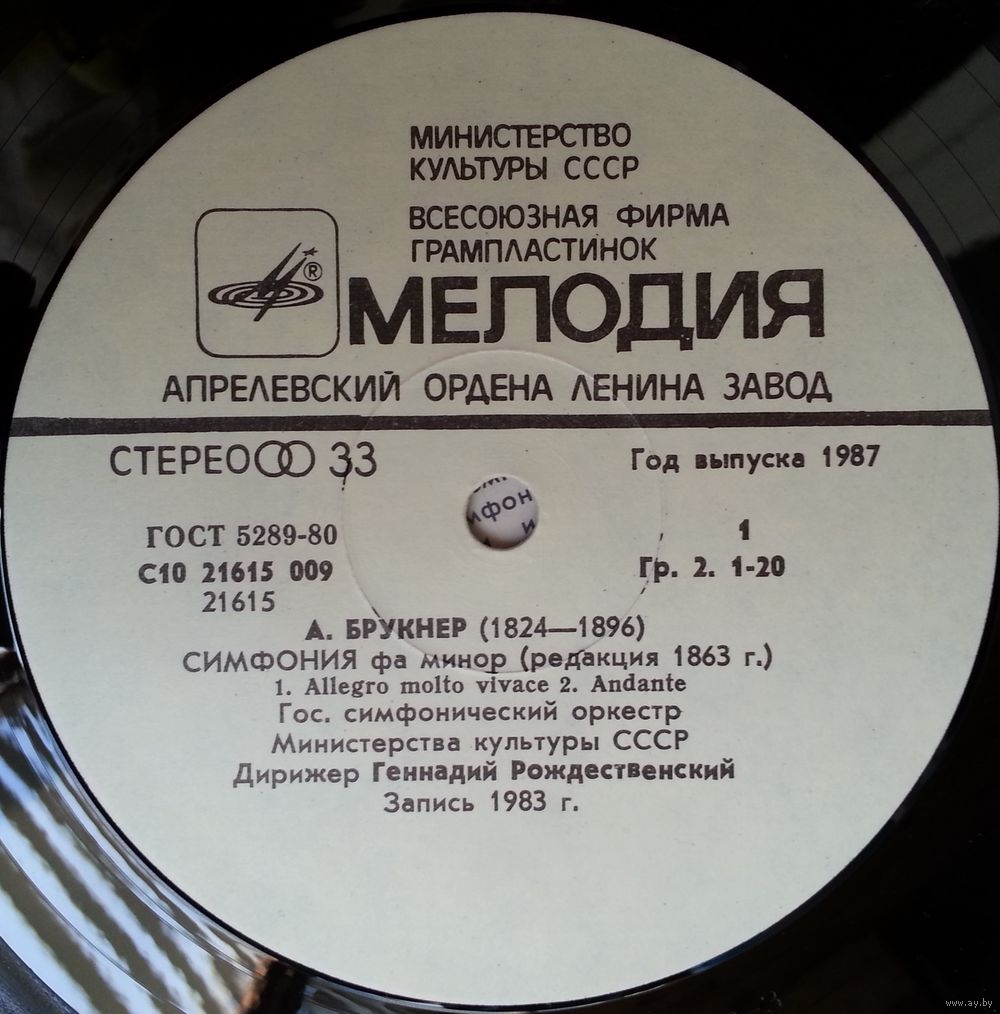 МИНИСТЕРСТВО
КУЛЬТУРЫ СССР
ВСЕСОЮЗНАЯ ФИРМА
ГРАМПЛАСТИНОК
®
МЕЛОДИЯ
АПРЕЛЕВСКИЙ ОРДЕНА ЛЕНИНА ЗАВОД
СТЕРЕО 33
Год выпуска 1987
ГОСТ 5289-80
1
С10 21615 009
Гр. 2. 1-20
21615
А. БРУКНЕР (1824—1896)
СИМФОНИЯ фа минор (редакция 1863 г.)
1. Allegro molto vivace 2. Andante
Гос. симфонический оркестр
Министерства культуры СССР
Дирижер Геннадий Рождественский
Запись 1983 г.
www.ay.by